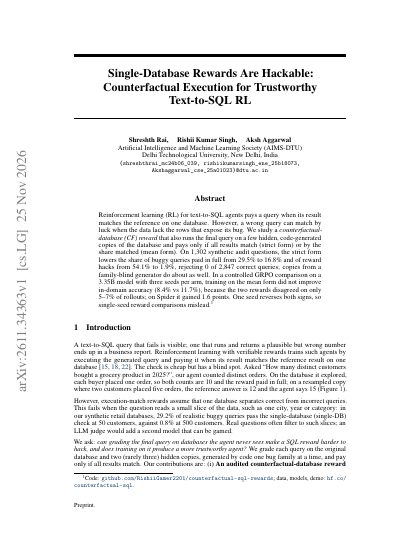 Single-Database Rewards Are Hackable:
Counterfactual Execution for Trustworthy
Text-to-SQL RL
Shreshth Rai, Rishii Kumar Singh, Aksh Aggarwal
Artificial Intelligence and Machine Learning Society (AIMS-DTU)
Delhi Technological University, New Delhi, India
Abstract
Reinforcement learning (RL) for text-to-SQL agents pays a query when its result
matches the reference on one database. However, a wrong query can match by
luck when the data lack the rows that expose its bug. We study a counterfactual-
database (CF) reward that also runs the final query on a few hidden, code-generated
copies of the database and pays only if all results match (strict form) or by the
share matched (mean form). On 1,302 synthetic audit questions, the strict form
lowers the share of buggy queries paid in full from 29.5% to 16.8% and of reward
hacks from 54.1% to 1.9%, rejecting 0 of 2,847 correct queries; copies from a
family-blind generator do about as well. In a controlled GRPO comparison on a
3.35B model with three seeds per arm, training on the mean form did not improve
in-domain accuracy (8.4% vs 11.7%), because the two rewards disagreed on only
5–7% of rollouts; on Spider it gained 1.6 points. One seed reverses both signs, so
single-seed reward comparisons mislead.1
1 Introduction
A text-to-SQL query that fails is visible; one that runs and returns a plausible but wrong number
ends up in a business report. Reinforcement learning with verifiable rewards trains such agents by
executing the generated query and paying it when its result matches the reference result on one
database [15, 18, 22]. The check is cheap but has a blind spot. Asked "How many distinct customers
bought a grocery product in 2025?", our agent counted distinct orders. On the database it explored,
each buyer placed one order, so both counts are 10 and the reward paid in full; on a resampled copy
where two customers placed five orders, the reference answer is 12 and the agent says 15 (Figure 1).
However, execution-match rewards assume that one database separates correct from incorrect queries.
This fails when the question reads a small slice of the data, such as one city, year or category: in
our synthetic retail databases, 29.2% of realistic buggy queries pass the single-database (single-DB)
check at 50 customers, against 0.8% at 500 customers. Real questions often filter to such slices; an
LLM judge would add a second model that can be gamed.
We ask: can grading the final query on databases the agent never sees make a SQL reward harder to
hack, and does training on it produce a more trustworthy agent? We grade each query on the
original database and two (rarely three) hidden copies, generated by code one bug family at a time, and pay
only if all results match. Our contributions are: (i) An audited counterfactual-database reward
1Code: github.com/RishiiGamer2201/counterfactual-sql-rewards; data, models, demo: hf.co/
counterfactual-sql.
Preprint.
arXiv:2611.34363v1 [cs.LG] 25 Nov 2026